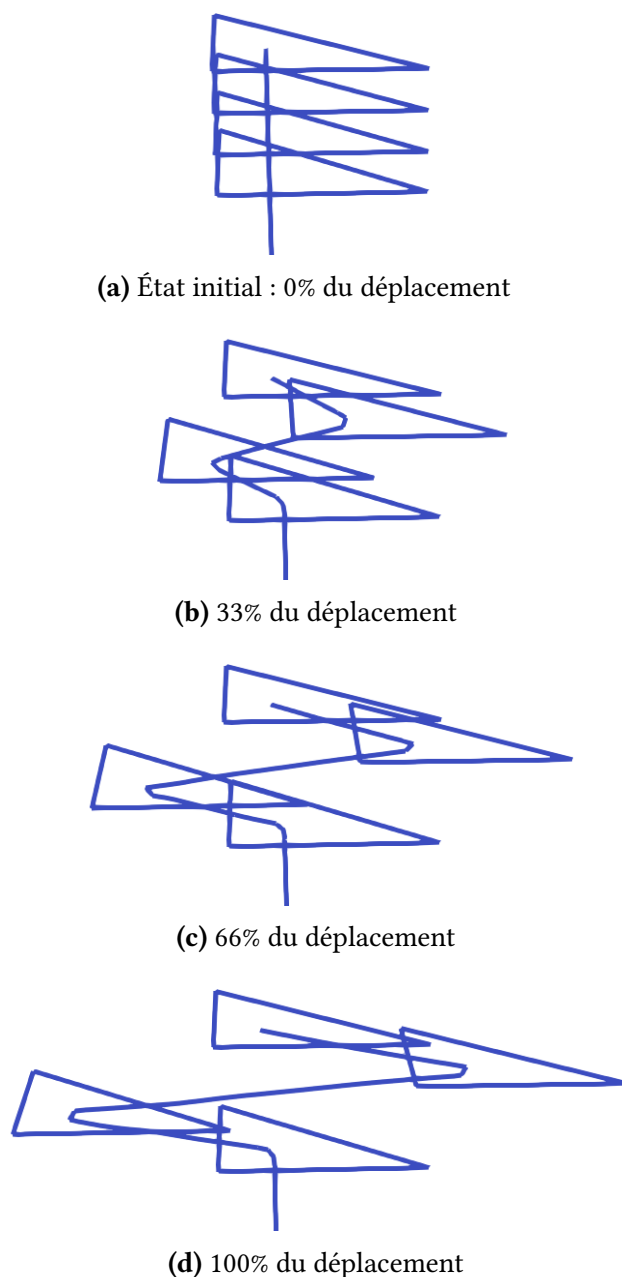 (a) État initial : 0% du déplacement
(b) 33% du déplacement
(c) 66% du déplacement
(d) 100% du déplacement